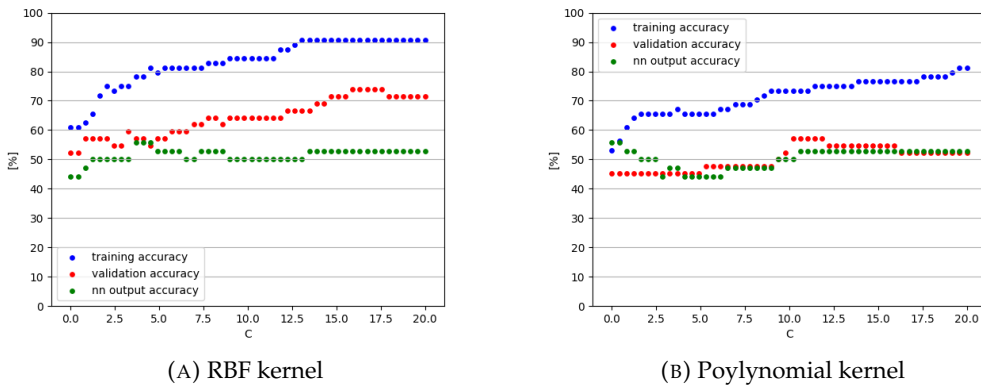 100
90
80
70
60
50
40
30
20
10
0
[%]
training accuracy
validation accuracy
nn output accuracy
0.0 2.5 5.0 7.5 10.0 12.5 15.0 17.5 20.0
C
(A) RBF kernel
100
90
80
70
60
50
40
30
20
10
0
[%]
training accuracy
validation accuracy
nn output accuracy
0.0 2.5 5.0 7.5 10.0 12.5 15.0 17.5 20.0
C
(B) Poylynomial kernel